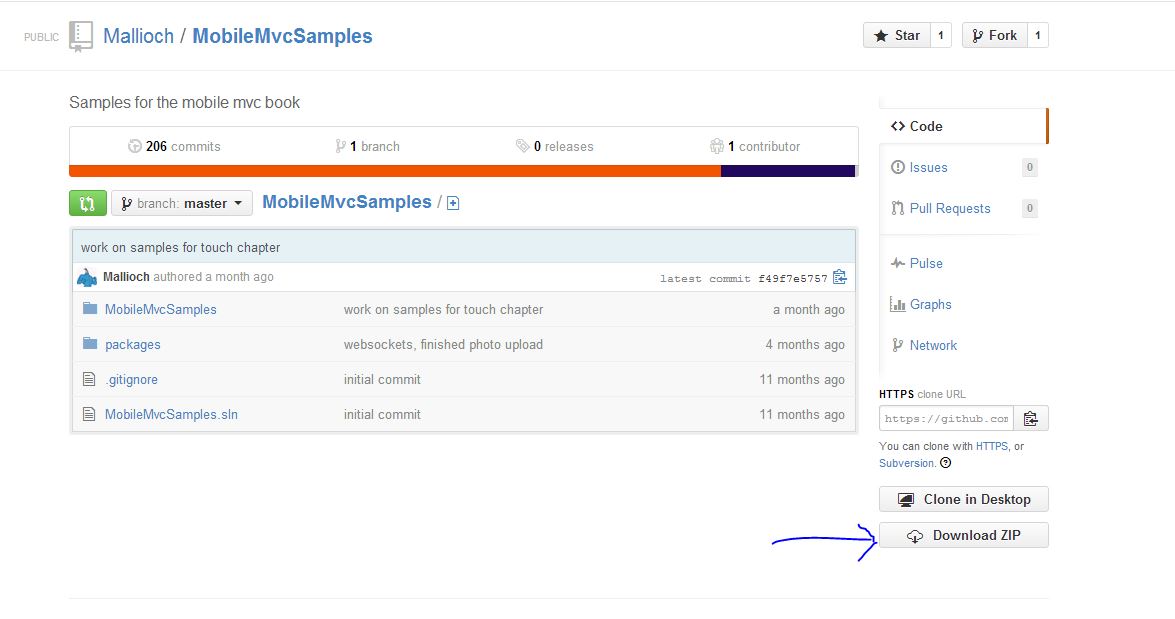 PUBLIC Mallioch / MobileMvcSamples Star 1 Fork 1
Samples for the mobile mvc book
206 commits 1 branch 0 releases 1 contributor
branch: master MobileMvcSamples /
work on samples for touch chapter
Mallioch authored a month ago latest commit f49f7e5757
MobileMvcSamples work on samples for touch chapter a month ago
packages websockets, finished photo upload 4 months ago
.gitignore initial commit 11 months ago
MobileMvcSamples.sln initial commit 11 months ago
Code
Issues 0
Pull Requests 0
Pulse
Graphs
Network
HTTPS clone URL
https://github.com
You can clone with HTTPS, or
Subversion.
Clone in Desktop
Download ZIP